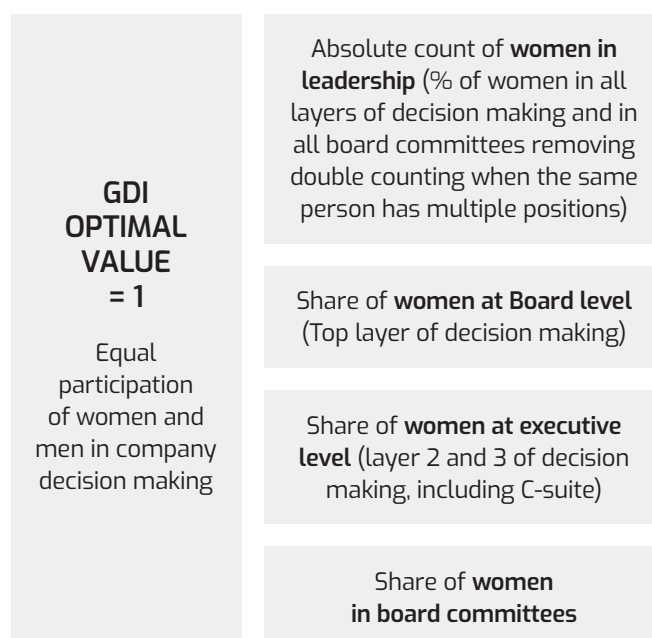 GDI
OPTIMAL
VALUE
= 1
Equal
participation
of women and
men in company
decision making
Absolute count of women in
leadership (% of women in all
layers of decision making and in
all board committees removing
double counting when the same
person has multiple positions)
Share of women at Board level
(Top layer of decision making)
Share of women at executive
level (layer 2 and 3 of decision
making, including C-suite)
Share of women
in board committees